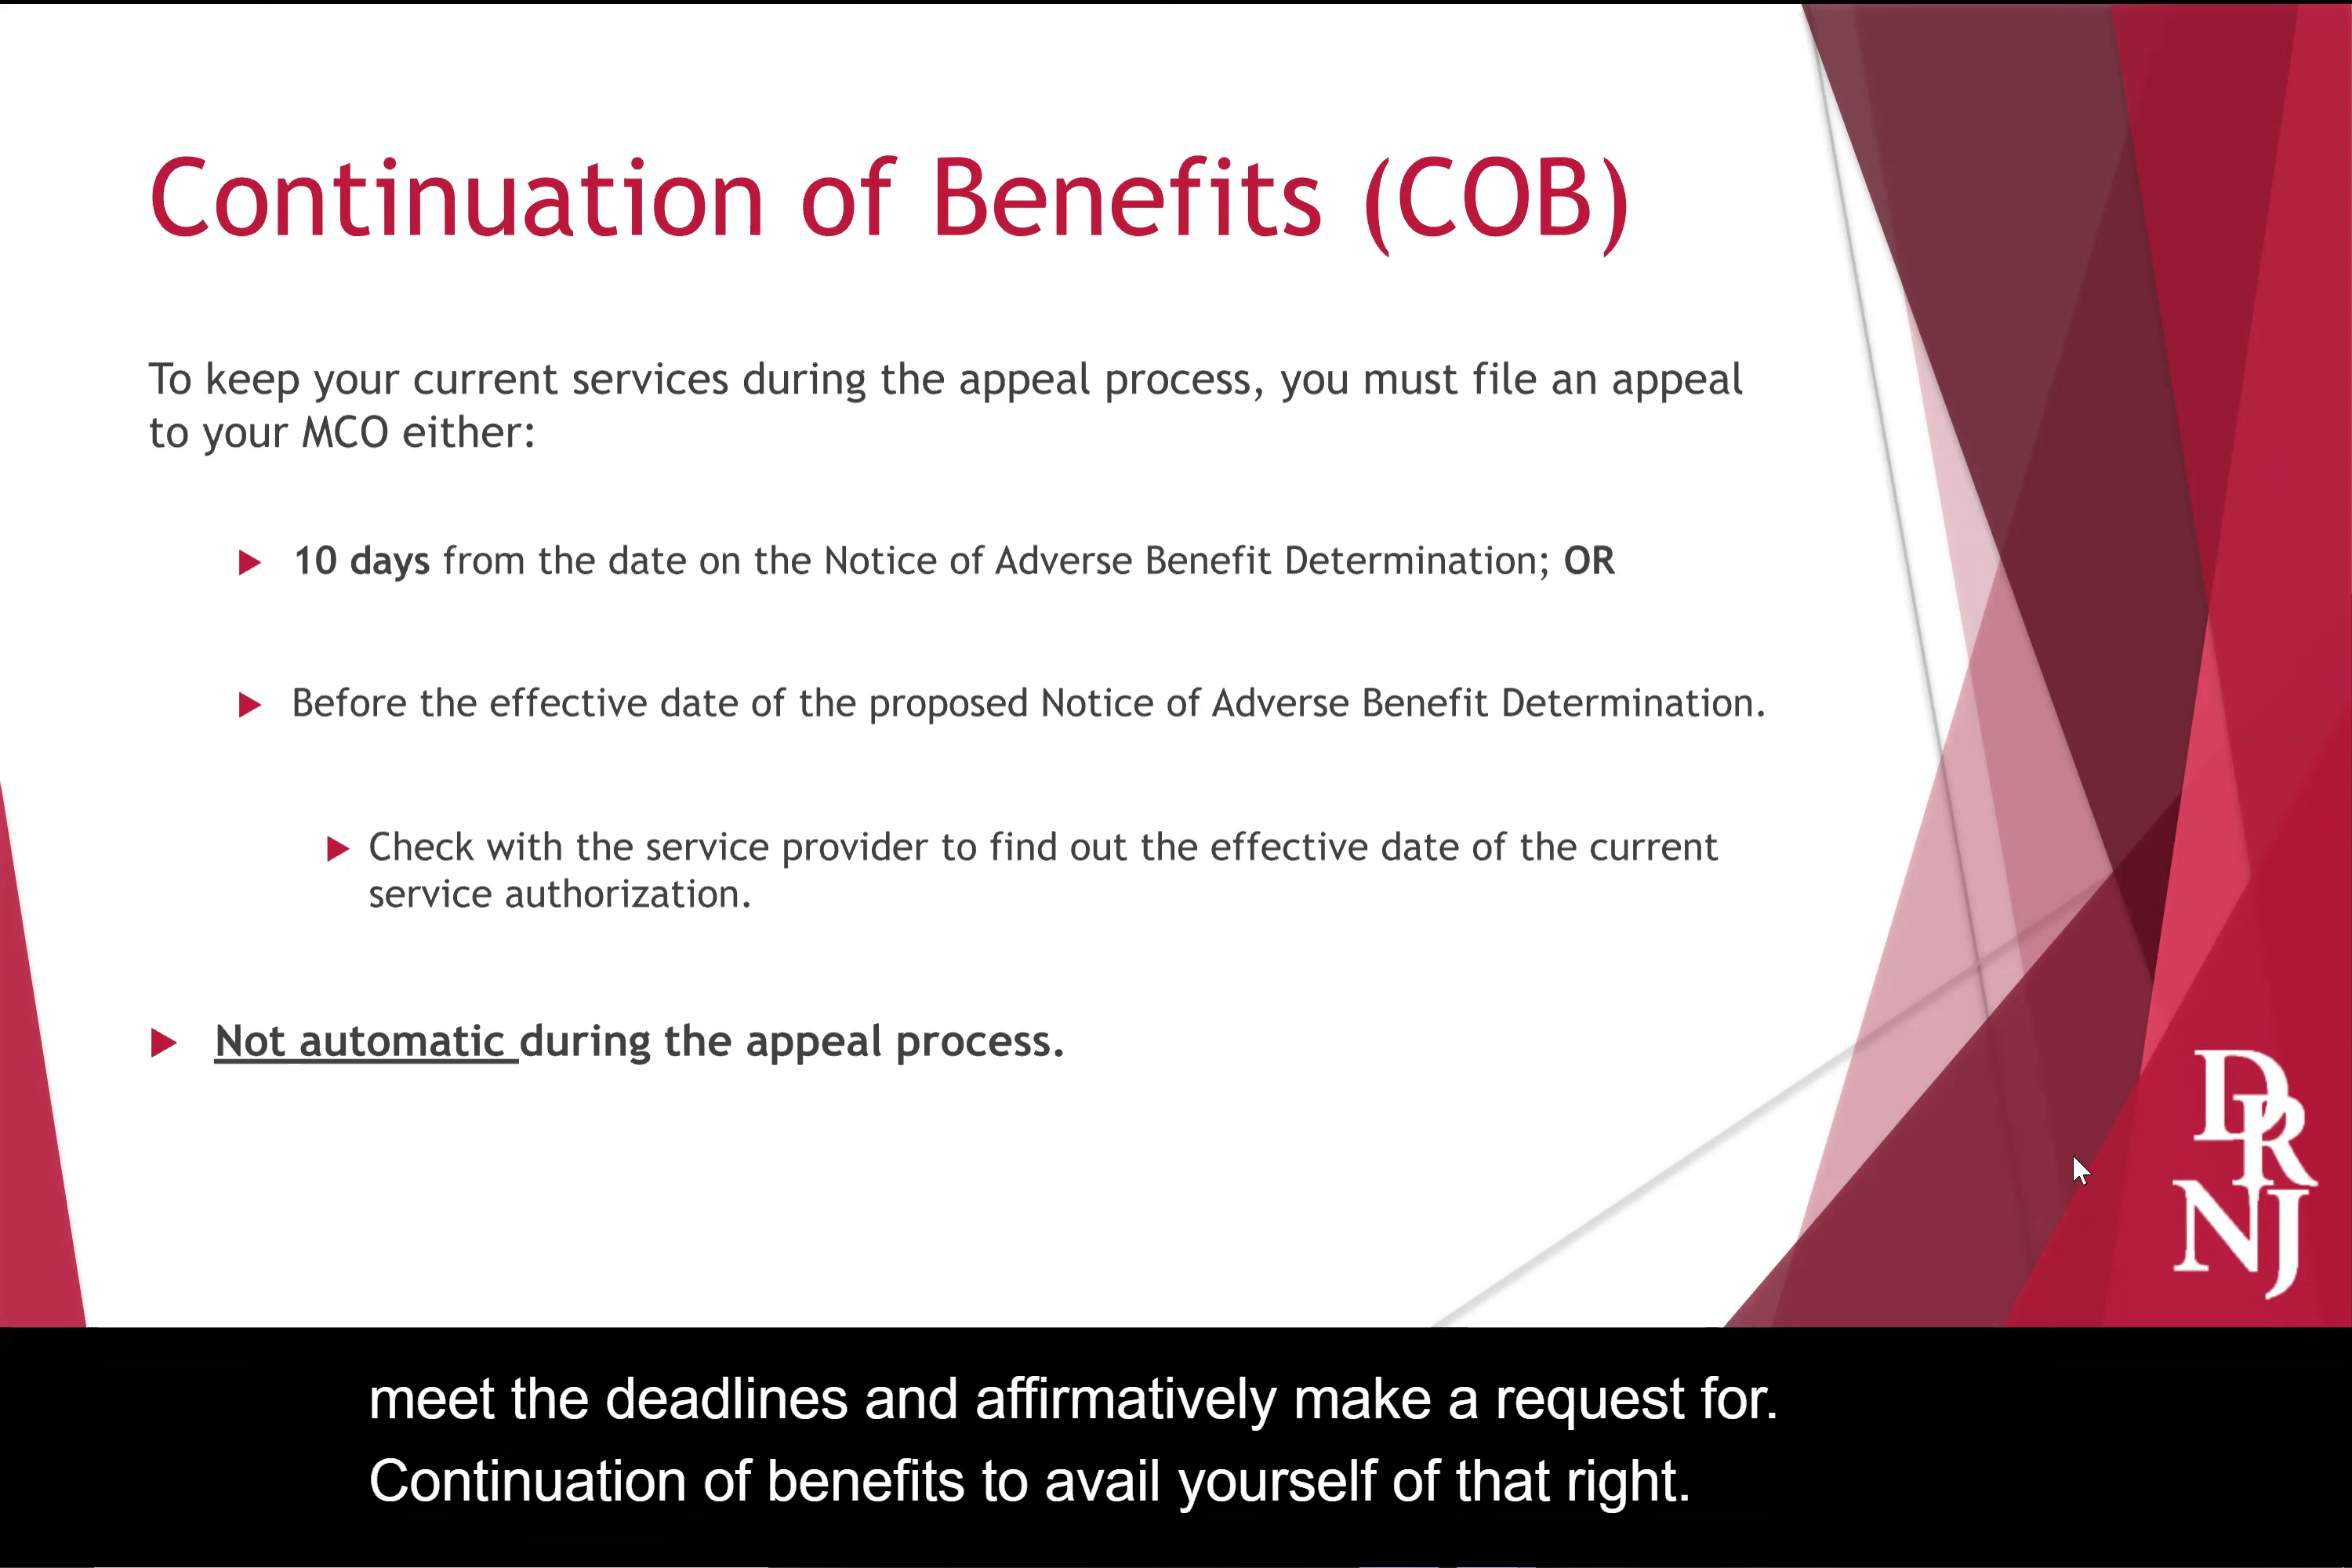 Continuation of Benefits (COB)
To keep your current services during the appeal process, you must file an appeal
to your MCO either:
10 days from the date on the Notice of Adverse Benefit Determination; OR
Before the effective date of the proposed Notice of Adverse Benefit Determination.
Check with the service provider to find out the effective date of the current
service authorization.
Not automatic during the appeal process.
DR
NJ
meet the deadlines and affirmatively make a request for.
Continuation of benefits to avail yourself of that right.